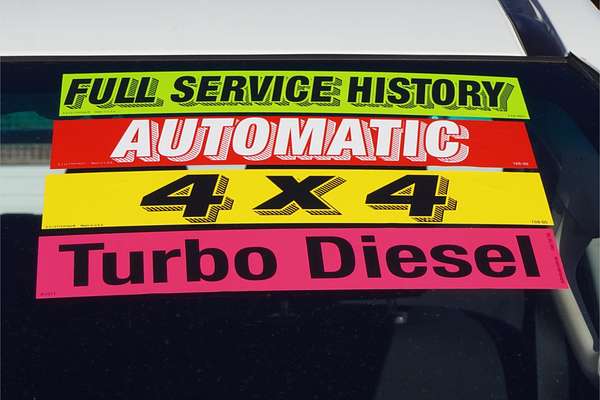 FULL SERVICE HISTORY
AUTOMATIC
4 x 4
Turbo Diesel